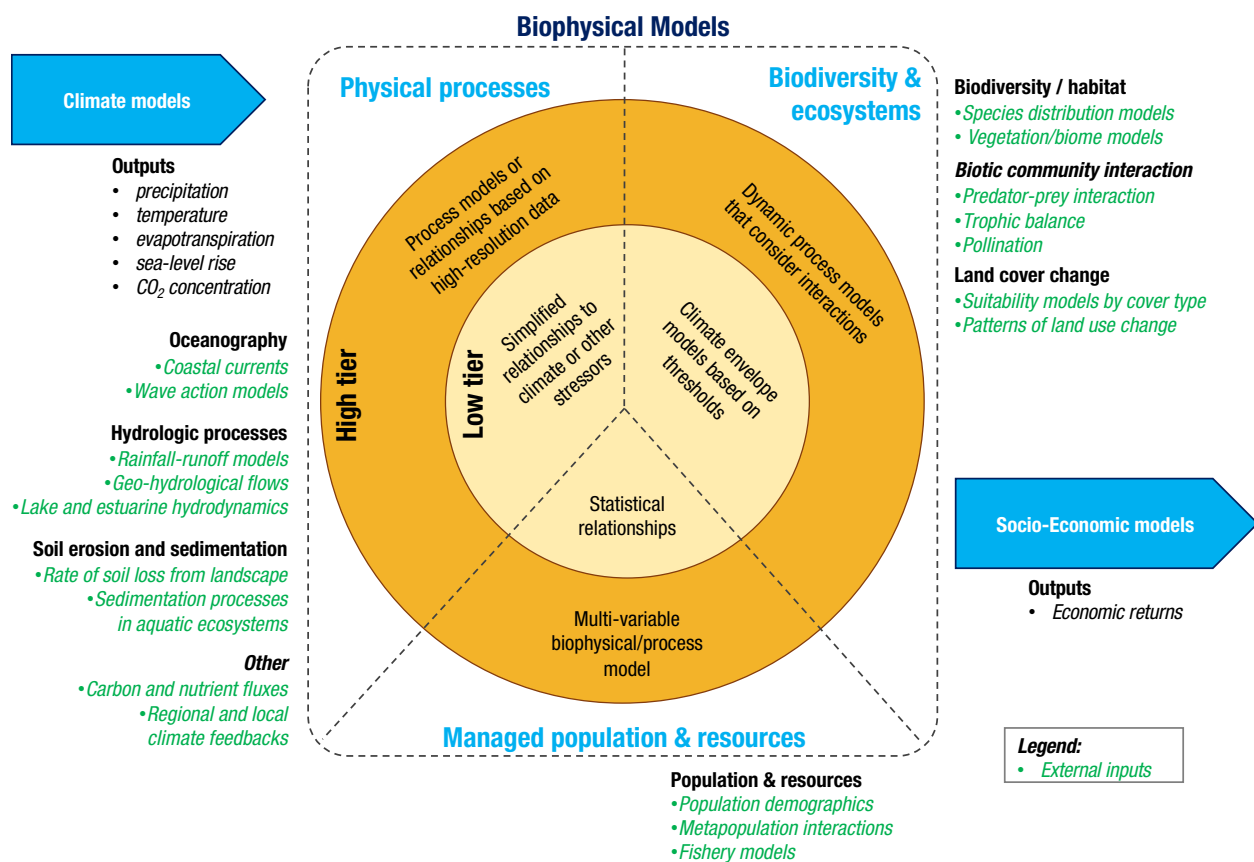 Biophysical Models
Climate models
Outputs
• precipitation
• temperature
• evapotranspiration
• sea-level rise
• CO₂ concentration
Oceanography
•Coastal currents
•Wave action models
Hydrologic processes
•Rainfall-runoff models
•Geo-hydrological flows
•Lake and estuarine hydrodynamics
Soil erosion and sedimentation
•Rate of soil loss from landscape
•Sedimentation processes
in aquatic ecosystems
Other
•Carbon and nutrient fluxes
•Regional and local
climate feedbacks
Physical processes
High tier
Process models or
relationships based on
high-resolution data
Low tier
Simplified
relationships to
climate or other
stressors
Biodiversity &
ecosystems
Dynamic process models
that consider interactions
Climate envelope
models based on
thresholds
Statistical
relationships
Multi-variable
biophysical/process
model
Managed population & resources
Biodiversity / habitat
•Species distribution models
• Vegetation/biome models
Biotic community interaction
•Predator-prey interaction
•Trophic balance
•Pollination
Land cover change
•Suitability models by cover type
•Patterns of land use change
Socio-Economic models
Outputs
• Economic returns
Population & resources
•Population demographics
•Metapopulation interactions
•Fishery models
Legend:
• External inputs